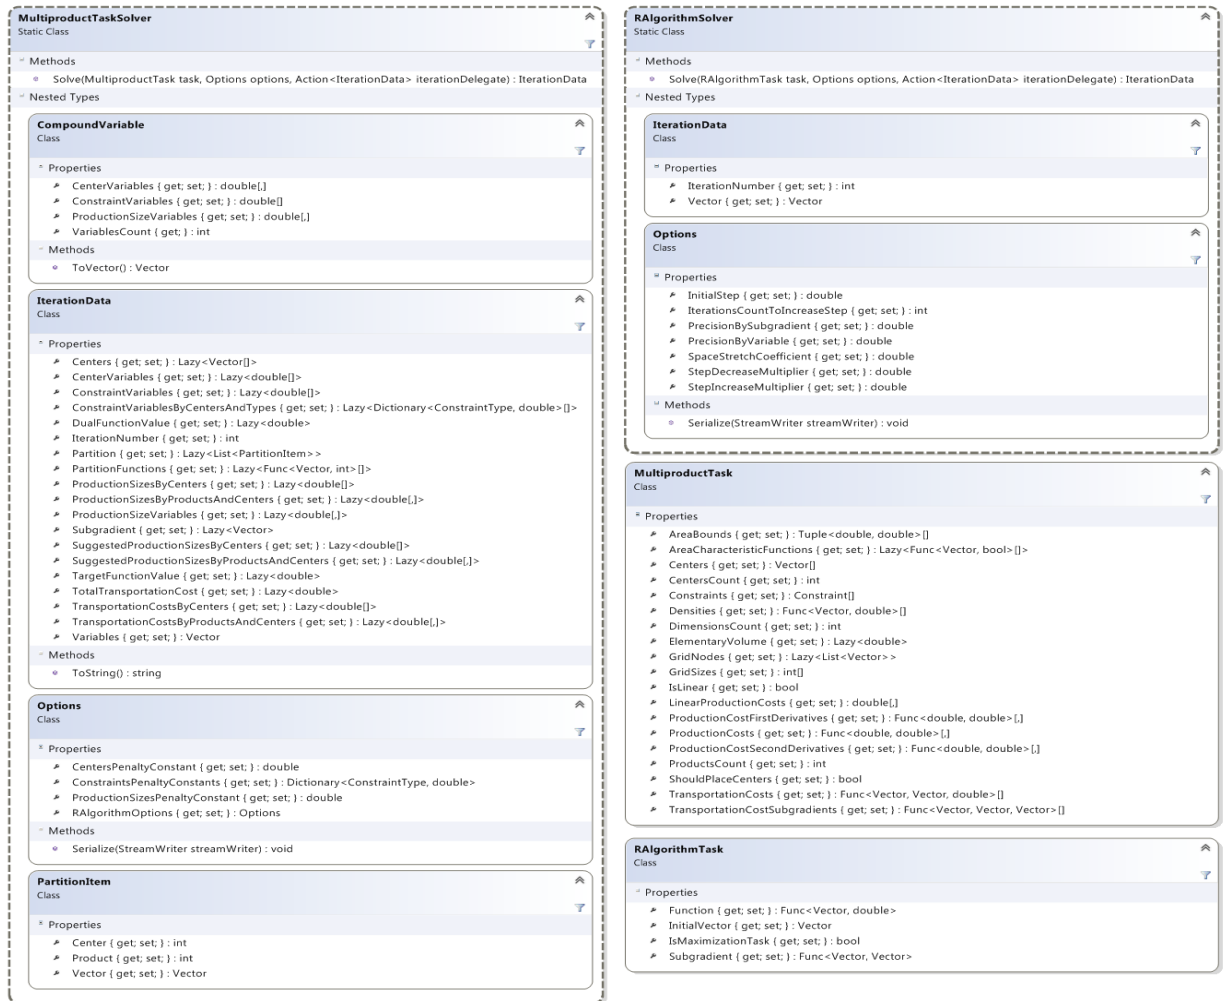 MultiproductTaskSolver
Static Class
Methods
Solve(MultiproductTask task, Options options, Action<IterationData> iterationDelegate) : IterationData
Nested Types
CompoundVariable
Class
Properties
CenterVariables { get; set; } : double[,]
ConstraintVariables { get; set; } : double[]
ProductionSizeVariables { get; set; } : double[,]
VariablesCount { get; } : int
Methods
ToVector() : Vector
IterationData
Class
Properties
Centers { get; set; } : Lazy<Vector[]>
CenterVariables { get; set; } : Lazy<double[]>
ConstraintVariables { get; set; } : Lazy<double[]>
ConstraintVariablesByCentersAndTypes { get; set; } : Lazy<Dictionary<ConstraintType, double>[]>
DualFunctionValue { get; set; } : Lazy<double>
IterationNumber { get; set; } : int
Partition { get; set; } : Lazy<List<PartitionItem>>
PartitionFunctions { get; set; } : Lazy<Func<Vector, int>[]>
ProductionSizesByCenters { get; set; } : Lazy<double[]>
ProductionSizesByProductsAndCenters { get; set; } : Lazy<double[,]>
ProductionSizeVariables { get; set; } : Lazy<double[,]>
Subgradient { get; set; } : Lazy<Vector>
SuggestedProductionSizesByCenters { get; set; } : Lazy<double[]>
SuggestedProductionSizesByProductsAndCenters { get; set; } : Lazy<double[,]>
TargetFunctionValue { get; set; } : Lazy<double>
TotalTransportationCost { get; set; } : Lazy<double>
TransportationCostsByCenters { get; set; } : Lazy<double[]>
TransportationCostsByProductsAndCenters { get; set; } : Lazy<double[,]>
Variables { get; set; } : Vector
Methods
ToString() : string
Options
Class
Properties
CentersPenaltyConstant { get; set; } : double
ConstraintsPenaltyConstants { get; set; } : Dictionary<ConstraintType, double>
ProductionSizesPenaltyConstant { get; set; } : double
RAlgorithmOptions { get; set; } : Options
Methods
Serialize(StreamWriter streamWriter) : void
PartitionItem
Class
Properties
Center { get; set; } : int
Product { get; set; } : int
Vector { get; set; } : Vector
RAlgorithmSolver
Static Class
Methods
Solve(RAlgorithmTask task, Options options, Action<IterationData> iterationDelegate) : IterationData
Nested Types
IterationData
Class
Properties
IterationNumber { get; set; } : int
Vector { get; set; } : Vector
Options
Class
Properties
InitialStep { get; set; } : double
IterationsCountToIncreaseStep { get; set; } : int
PrecisionBySubgradient { get; set; } : double
PrecisionByVariable { get; set; } : double
SpaceStretchCoefficient { get; set; } : double
StepDecreaseMultiplier { get; set; } : double
StepIncreaseMultiplier { get; set; } : double
Methods
Serialize(StreamWriter streamWriter) : void
MultiproductTask
Class
Properties
AreaBounds { get; set; } : Tuple<double, double>[]
AreaCharacteristicFunctions { get; set; } : Lazy<Func<Vector, bool>[]>
Centers { get; set; } : Vector[]
CentersCount { get; set; } : int
Constraints { get; set; } : Constraint[]
Densities { get; set; } : Func<Vector, double>[]
DimensionsCount { get; set; } : int
ElementaryVolume { get; set; } : Lazy<double>
GridNodes { get; set; } : Lazy<List<Vector>>
GridSizes { get; set; } : int[]
IsLinear { get; set; } : bool
LinearProductionCosts { get; set; } : double[,]
ProductionCostFirstDerivatives { get; set; } : Func<double, double>[,]
ProductionCosts { get; set; } : Func<double, double>[,]
ProductionCostSecondDerivatives { get; set; } : Func<double, double>[,]
ProductsCount { get; set; } : int
ShouldPlaceCenters { get; set; } : bool
TransportationCosts { get; set; } : Func<Vector, Vector, double>[]
TransportationCostSubgradients { get; set; } : Func<Vector, Vector, Vector>[]
RAlgorithmTask
Class
Properties
Function { get; set; } : Func<Vector, double>
InitialVector { get; set; } : Vector
IsMaximizationTask { get; set; } : bool
Subgradient { get; set; } : Func<Vector, Vector>